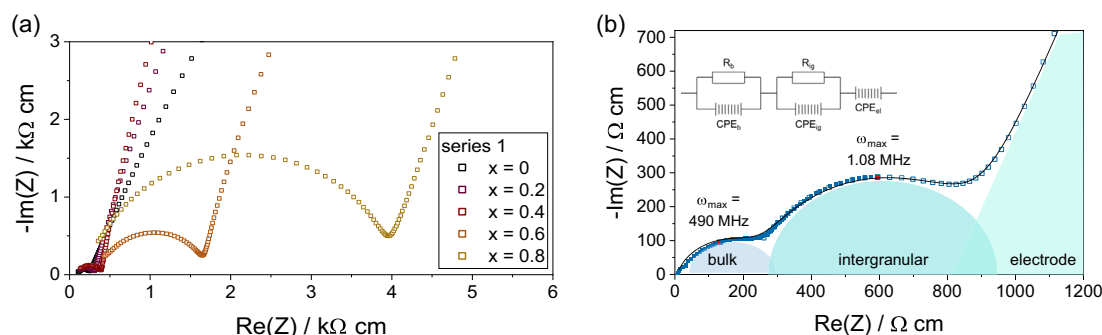 (a)
3
2
1
0
-Im(Z) / kΩ cm
0 1 2 3 4 5 6
Re(Z) / kΩ cm
series 1
x = 0
x = 0.2
x = 0.4
x = 0.6
x = 0.8
(b)
700
600
500
400
300
200
100
0
-Im(Z) / Ω cm
R_b
R_ig
CPE_b
CPE_ig
CPE_el
ω_max =
1.08 MHz
ω_max =
490 MHz
bulk
intergranular
electrode
0 200 400 600 800 1000 1200
Re(Z) / Ω cm